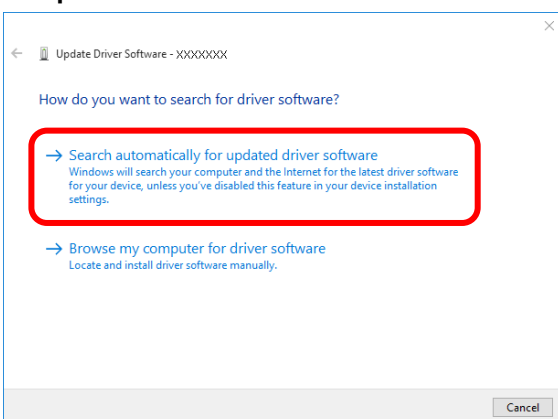 Update Driver Software - XXXXXXX
How do you want to search for driver software?
Search automatically for updated driver software
Windows will search your computer and the Internet for the latest driver software
for your device, unless you've disabled this feature in your device installation
settings.
Browse my computer for driver software
Locate and install driver software manually.
Cancel